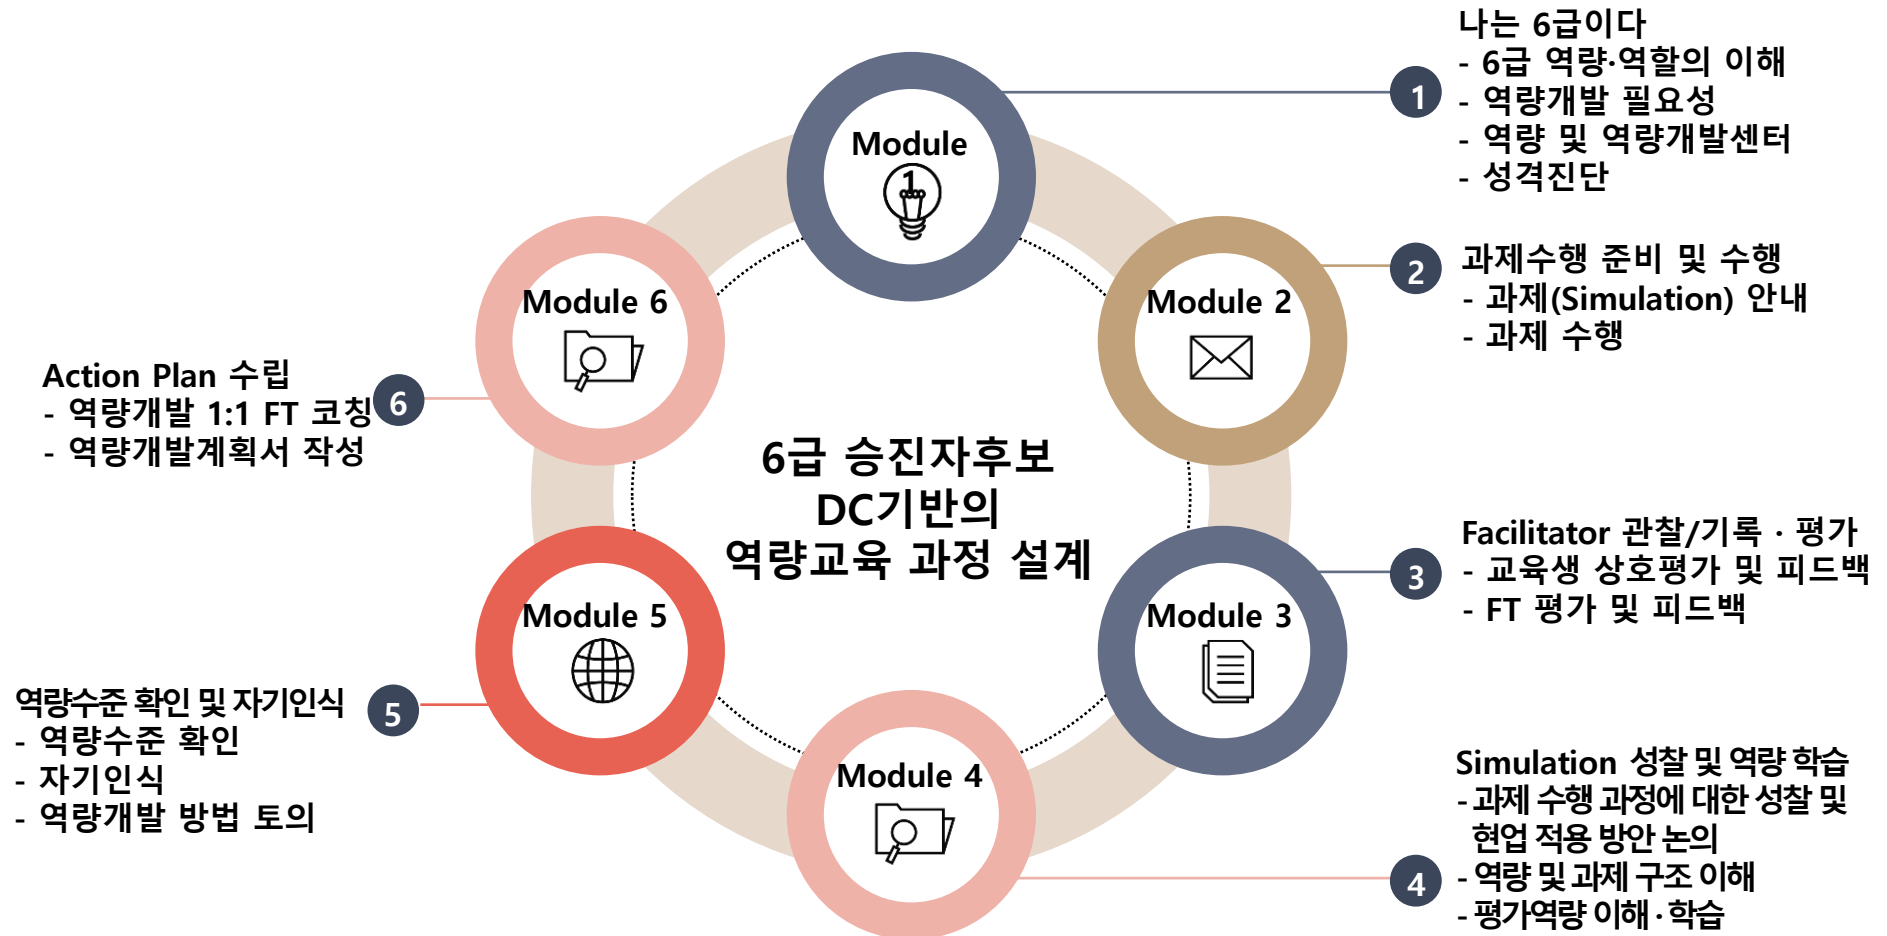 나는 6급이다
- 6급 역량·역할의 이해
- 역량개발 필요성
- 역량 및 역량개발센터
- 성격진단
1
Module
1
2
과제수행 준비 및 수행
- 과제(Simulation) 안내
- 과제 수행
Module 2
Module 6
Action Plan 수립
- 역량개발 1:1 FT 코칭
- 역량개발계획서 작성
6
6급 승진자후보
DC기반의
역량교육 과정 설계
Facilitator 관찰/기록 · 평가
- 교육생 상호평가 및 피드백
- FT 평가 및 피드백
3
Module 3
Module 5
역량수준 확인 및 자기인식
- 역량수준 확인
- 자기인식
- 역량개발 방법 토의
5
Module 4
Simulation 성찰 및 역량 학습
- 과제 수행 과정에 대한 성찰 및
현업 적용 방안 논의
- 역량 및 과제 구조 이해
- 평가역량 이해 · 학습
4